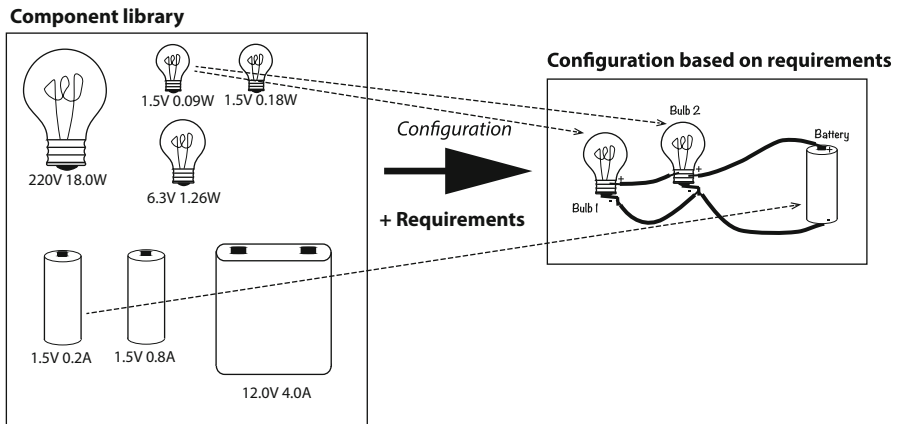 Component library
1.5V 0.09W
1.5V 0.18W
220V 18.0W
6.3V 1.26W
1.5V 0.2A
1.5V 0.8A
12.0V 4.0A
Configuration
+ Requirements
Configuration based on requirements
Bulb 2
Battery
+
+
+
Bulb 1
-
-
-